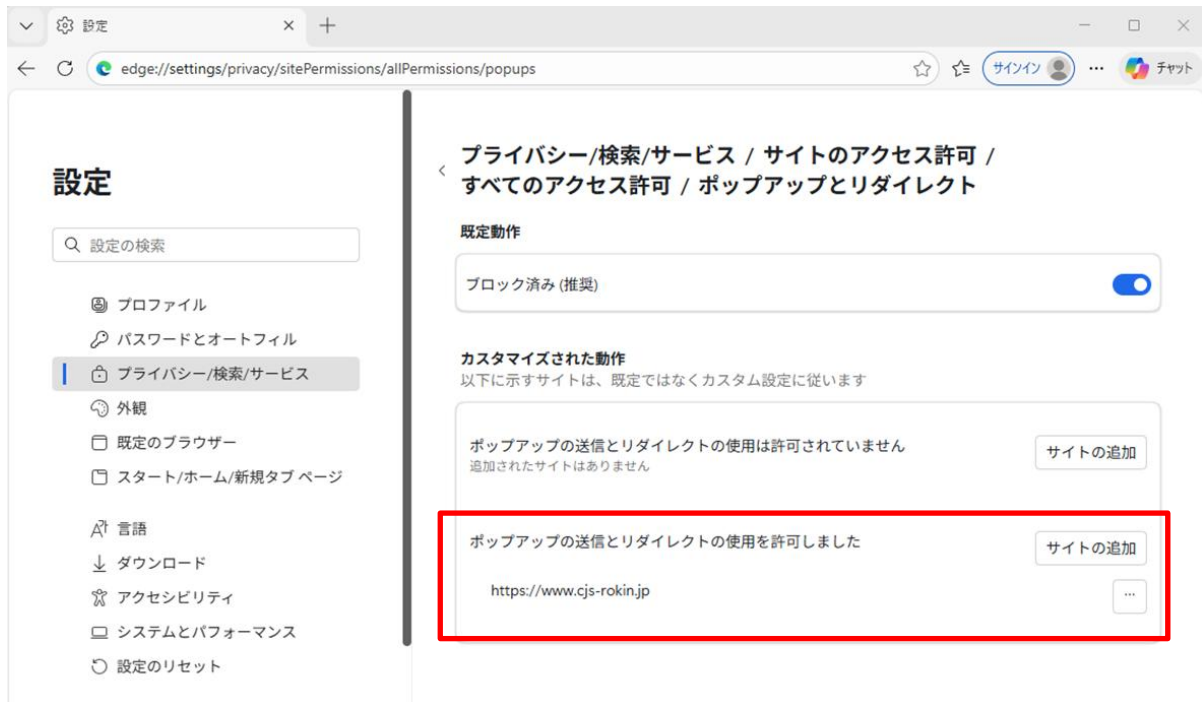 設定
edge://settings/privacy/sitePermissions/allPermissions/popups
サインイン
チャット
設定
設定の検索
プロファイル
パスワードとオートフィル
プライバシー/検索/サービス
外観
既定のブラウザー
スタート/ホーム/新規タブ ページ
言語
ダウンロード
アクセシビリティ
システムとパフォーマンス
設定のリセット
プライバシー/検索/サービス / サイトのアクセス許可 /
すべてのアクセス許可 / ポップアップとリダイレクト
既定動作
ブロック済み (推奨)
カスタマイズされた動作
以下に示すサイトは、既定ではなくカスタム設定に従います
ポップアップの送信とリダイレクトの使用は許可されていません
サイトの追加
追加されたサイトはありません
ポップアップの送信とリダイレクトの使用を許可しました
サイトの追加
https://www.cjs-rokin.jp